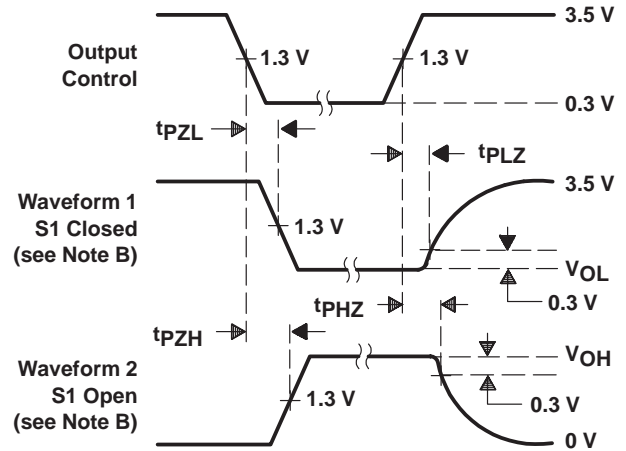 3.5 V
Output
Control
1.3 V
1.3 V
0.3 V
tPZL
tPLZ
Waveform 1
S1 Closed
(see Note B)
3.5 V
1.3 V
VOL
0.3 V
tPZH
tPHZ
Waveform 2
S1 Open
(see Note B)
VOH
1.3 V
0.3 V
0 V